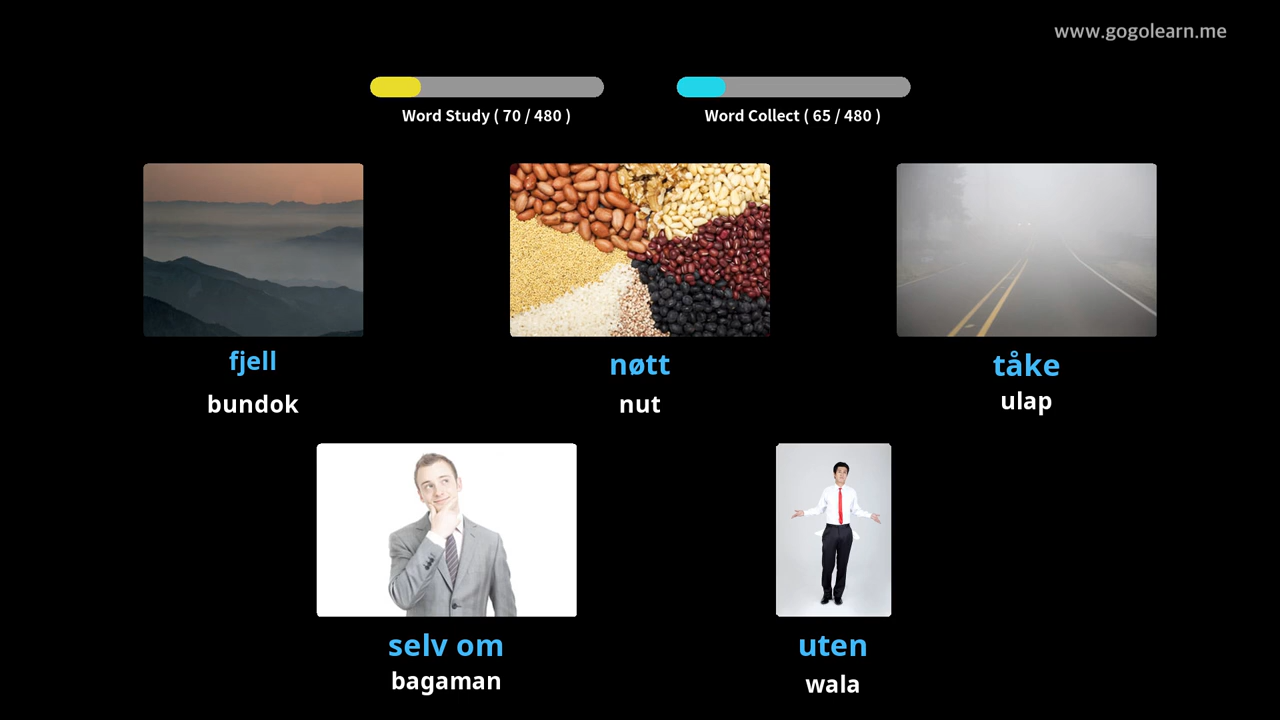 www.gogolearn.me
Word Study ( 70 / 480 )
Word Collect ( 65 / 480 )
fjell
nøtt
tåke
bundok
nut
ulap
selv om
uten
bagaman
wala